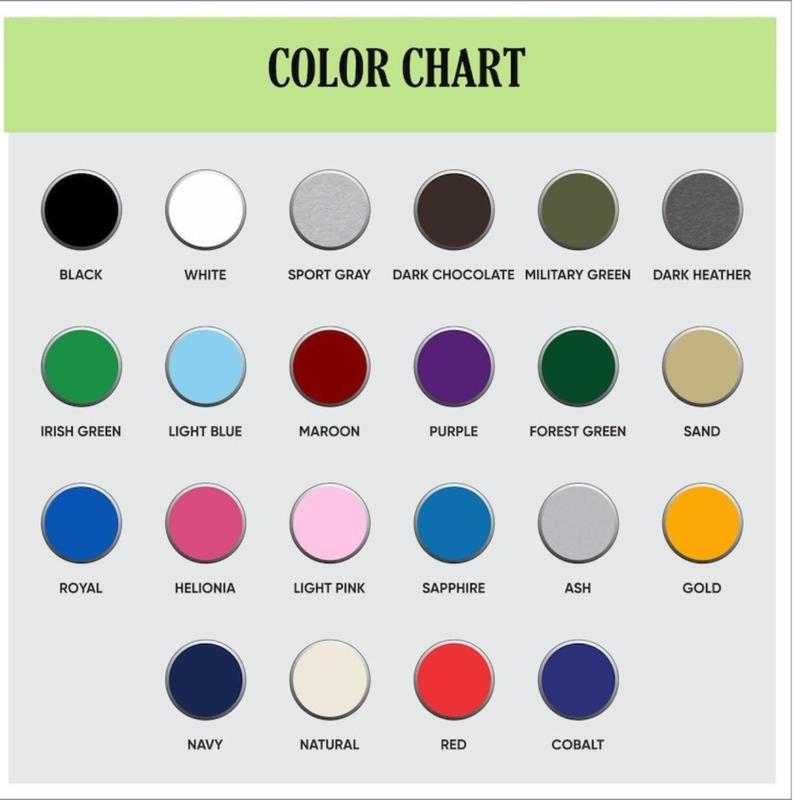 COLOR CHART
BLACK WHITE SPORT GRAY DARK CHOCOLATE MILITARY GREEN DARK HEATHER
IRISH GREEN LIGHT BLUE MAROON PURPLE FOREST GREEN SAND
ROYAL HELIONIA LIGHT PINK SAPPHIRE ASH GOLD
NAVY NATURAL RED COBALT